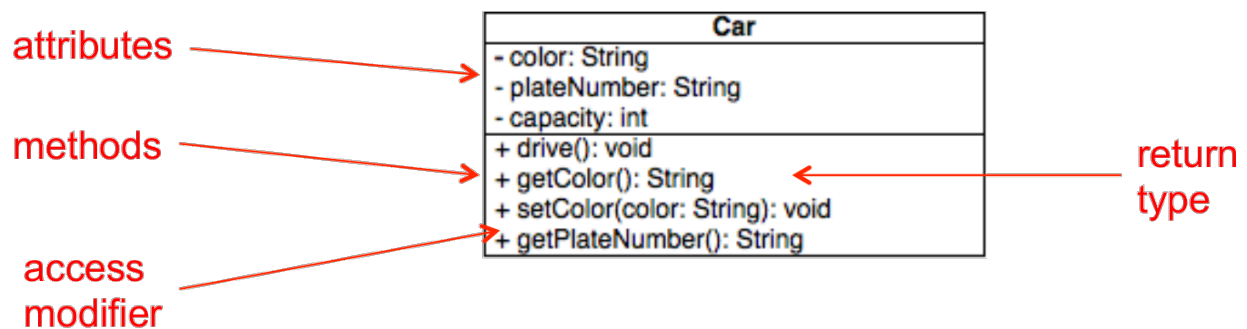 attributes
methods
access
modifier
Car
- color: String
- plateNumber: String
- capacity: int
+ drive(): void
+ getColor(): String
+ setColor(color: String): void
+ getPlateNumber(): String
return
type